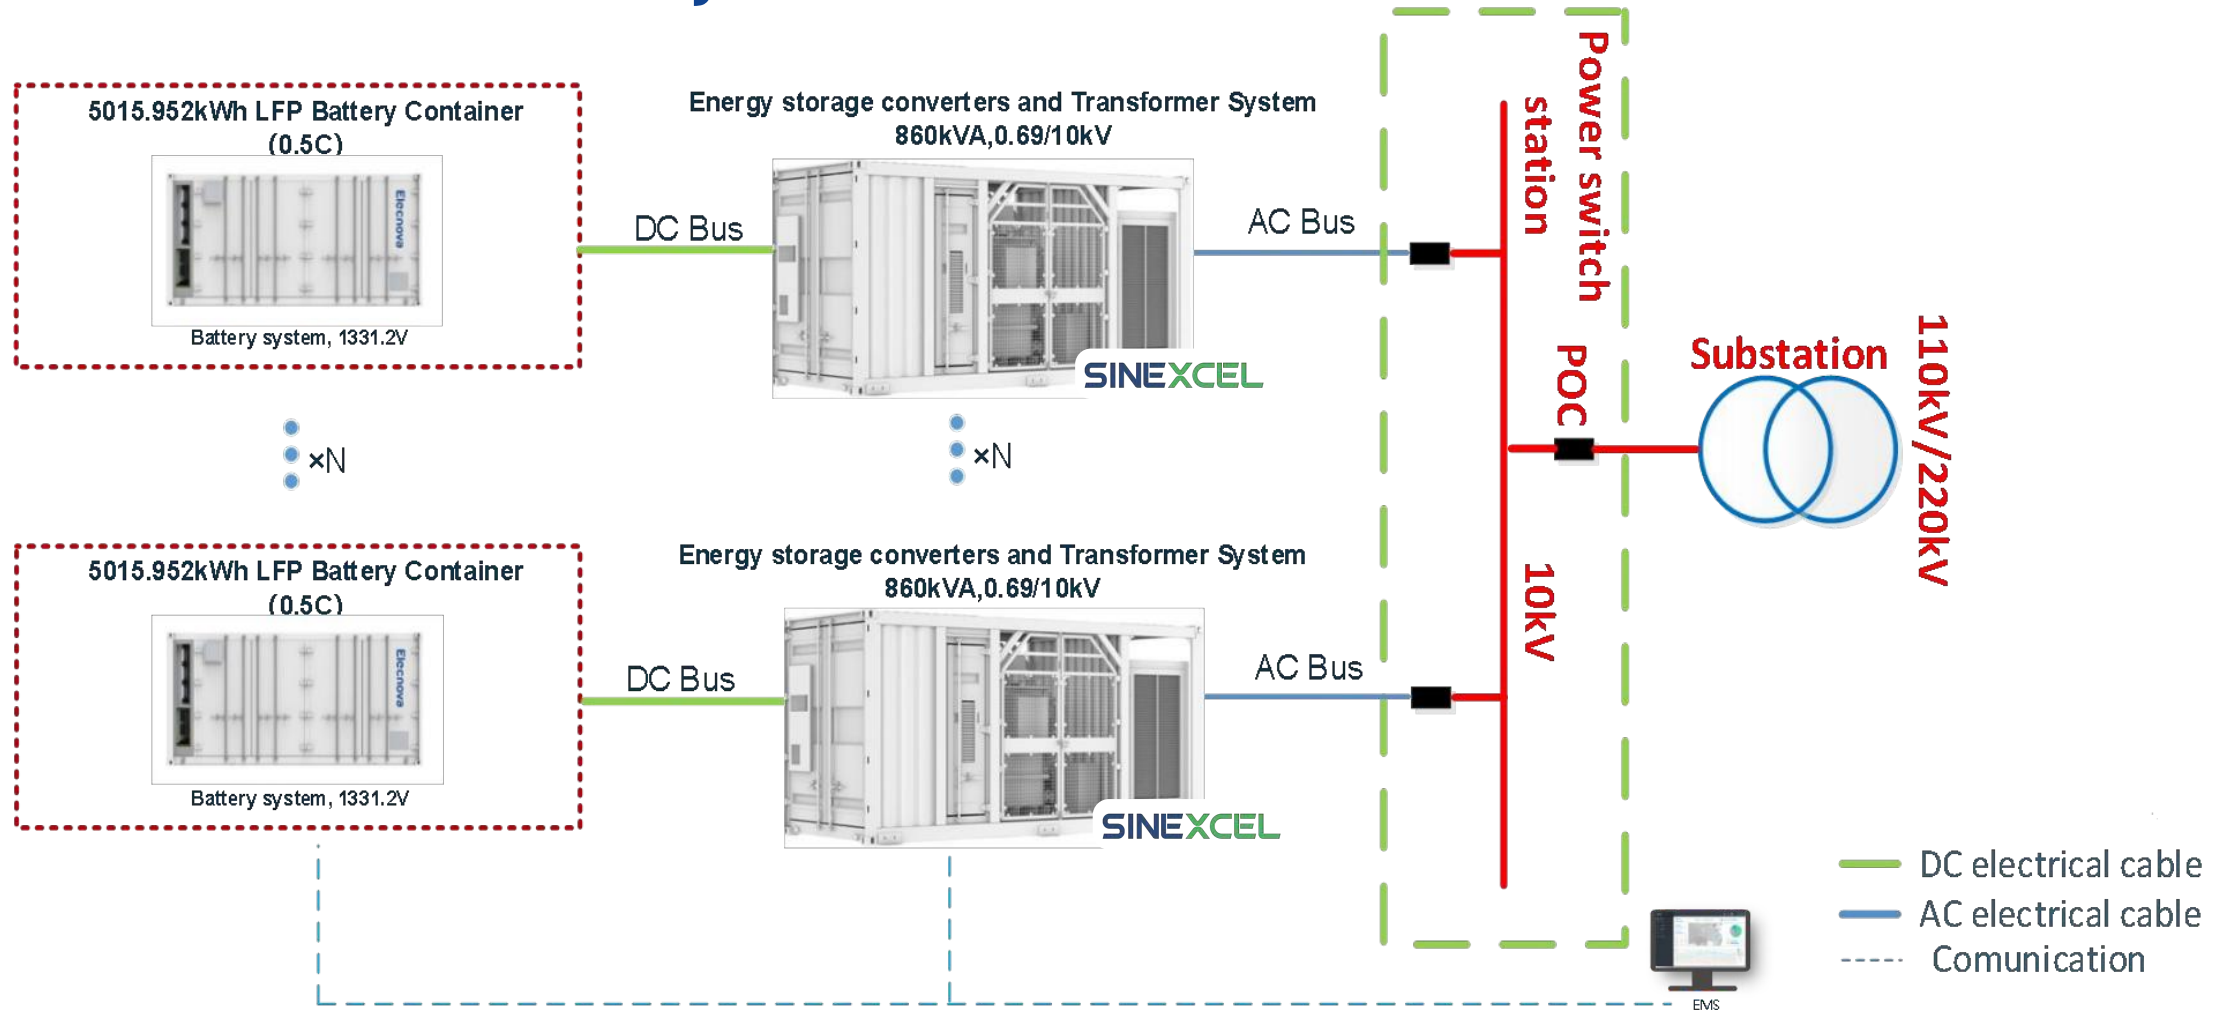 5015.952kWh LFP Battery Container
(0.5C)
Elecnova
Battery system, 1331.2V
DC Bus
Energy storage converters and Transformer System
860kVA,0.69/10kV
SINEXCEL
AC Bus
Power switch
station
×N
×N
POC
Substation
110kV/220kV
5015.952kWh LFP Battery Container
(0.5C)
Elecnova
Battery system, 1331.2V
DC Bus
Energy storage converters and Transformer System
860kVA,0.69/10kV
SINEXCEL
AC Bus
10kV
DC electrical cable
AC electrical cable
Comunication
EMS